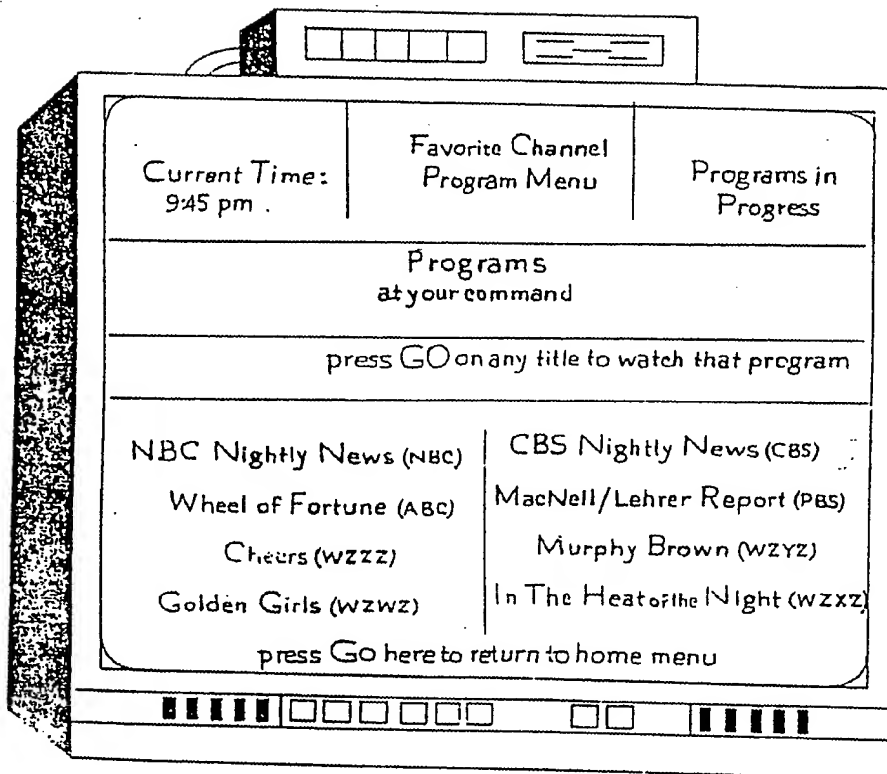 Current Time:
9:45 pm
Favorite Channel
Program Menu
Programs in
Progress
Programs
at your command
press GO on any title to watch that program
NBC Nightly News (NBC)
Wheel of Fortune (ABC)
Cheers (WZZZ)
Golden Girls (WZWZ)
CBS Nightly News (CBS)
MacNell/Lehrer Report (PBS)
Murphy Brown (WZYZ)
In The Heat of the Night (WZXZ)
press Go here to return to home menu